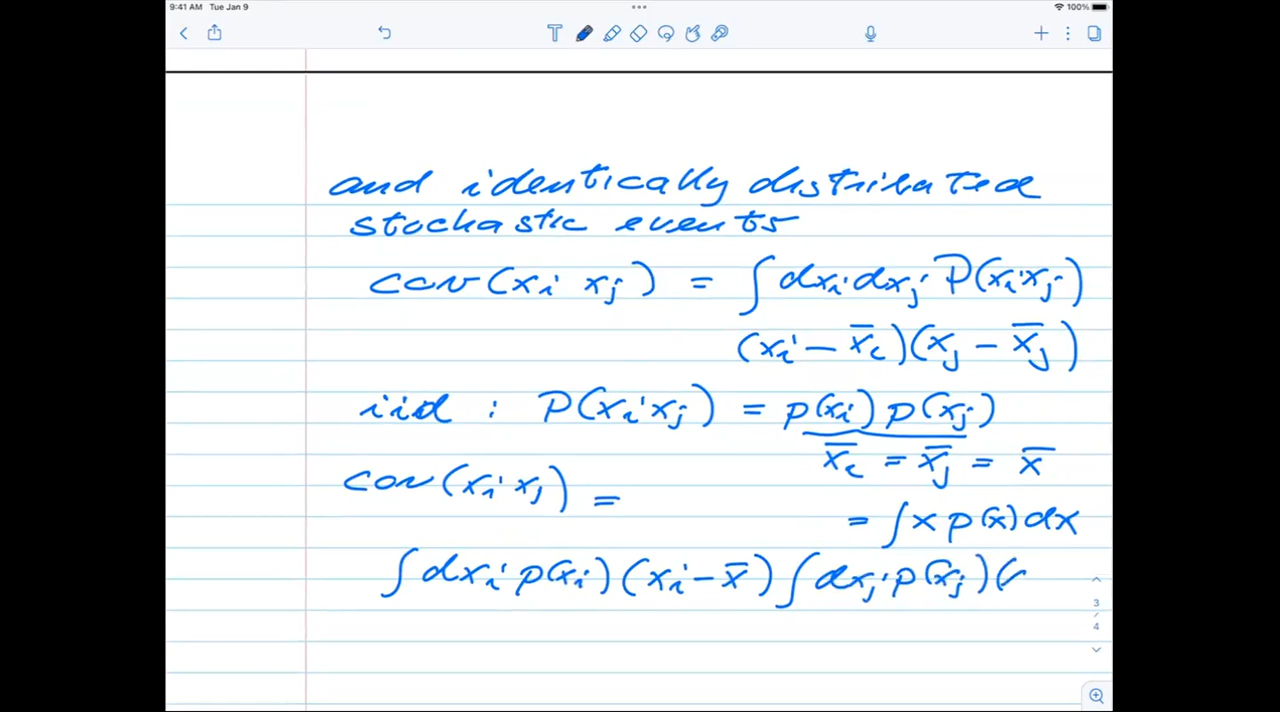 9:41 AM Tue Jan 9
100%
and identically distributed
stochastic events
cov(xi xj) = ∫dxi dxj P(xi xj)
(xi - x̄i)(xj - x̄j)
iid : P(xi xj) = p(xi) p(xj)
x̄i = x̄j = x̄
cov(xi xj) =
= ∫x p(x) dx
∫dxi p(xi) (xi - x̄) ∫dxj p(xj) (
3
/
4